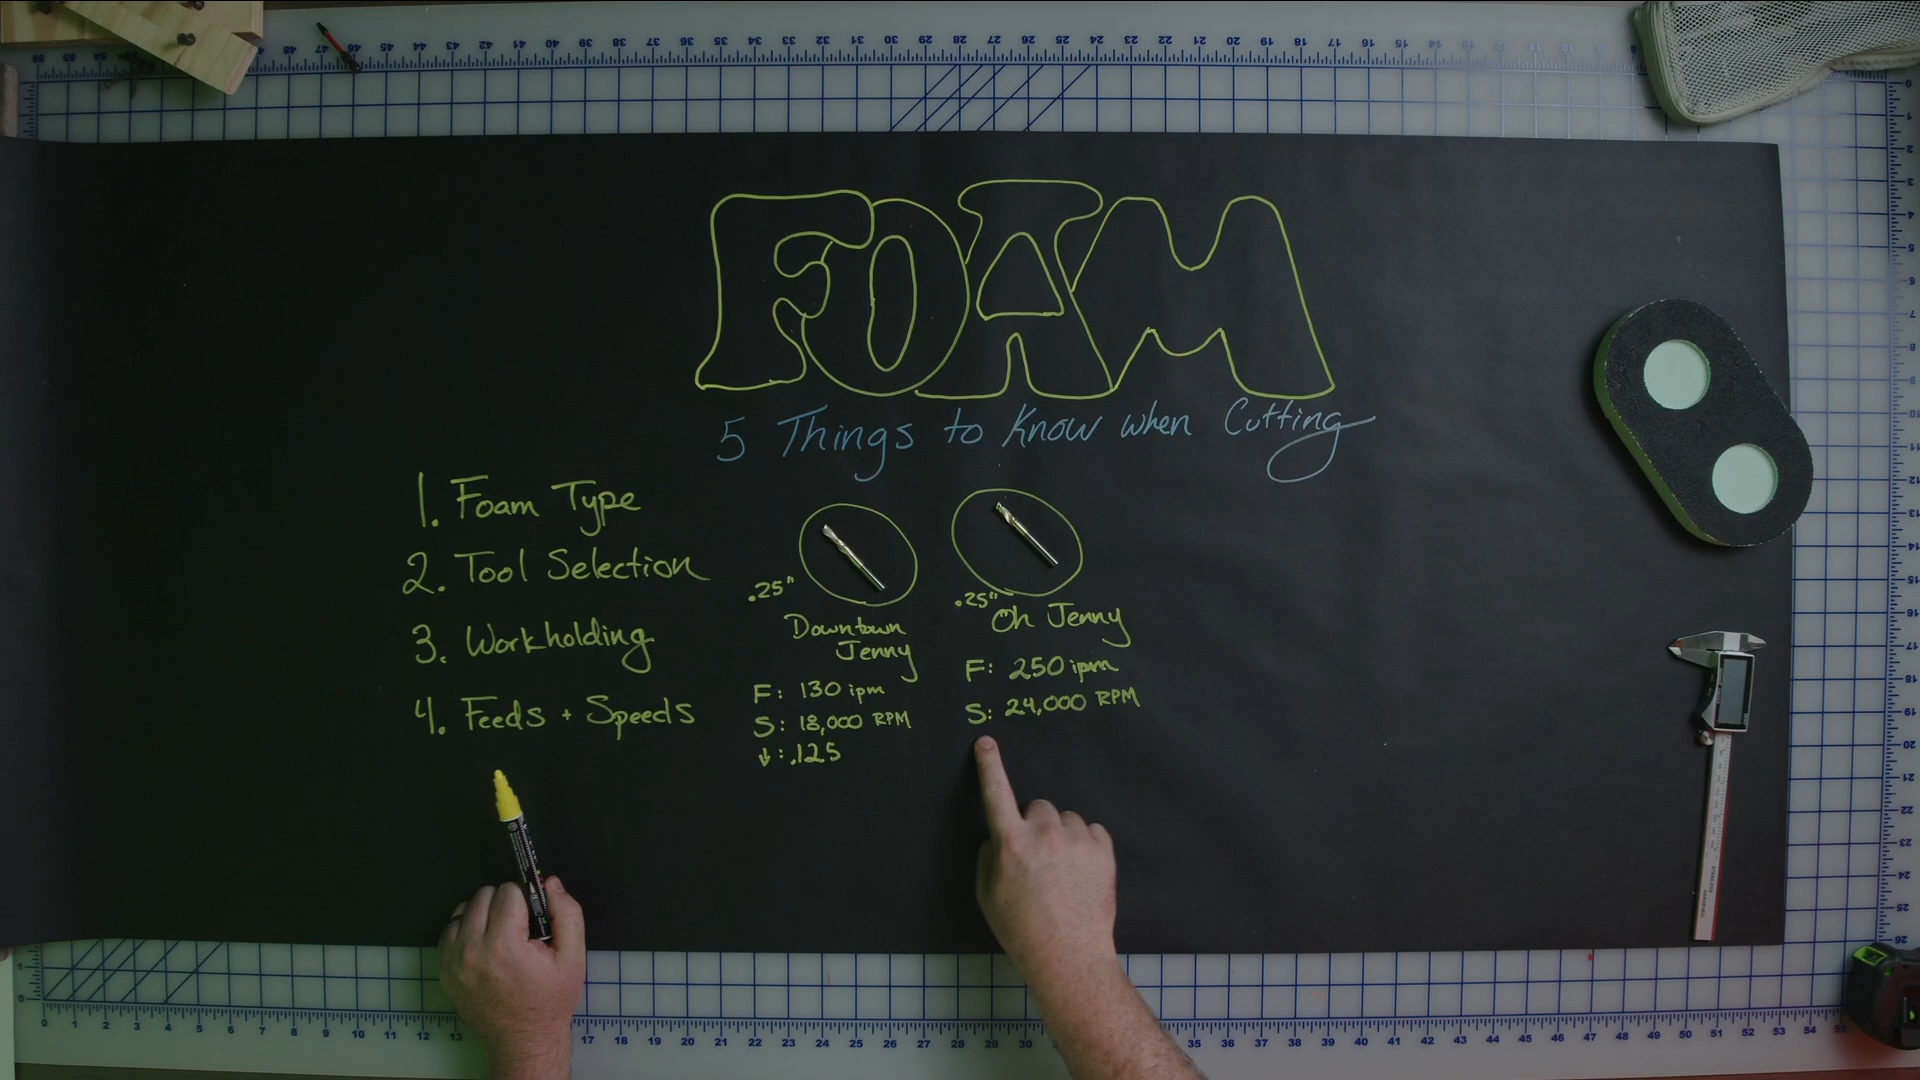 FOAM
5 Things to Know when Cutting
1. Foam Type
2. Tool Selection
3. Workholding
4. Feeds + Speeds
.25"
Downtown
Jenny
F: 130 ipm
S: 18,000 RPM
↓: .125
.25"
Oh Jenny
F: 250 ipm
S: 24,000 RPM